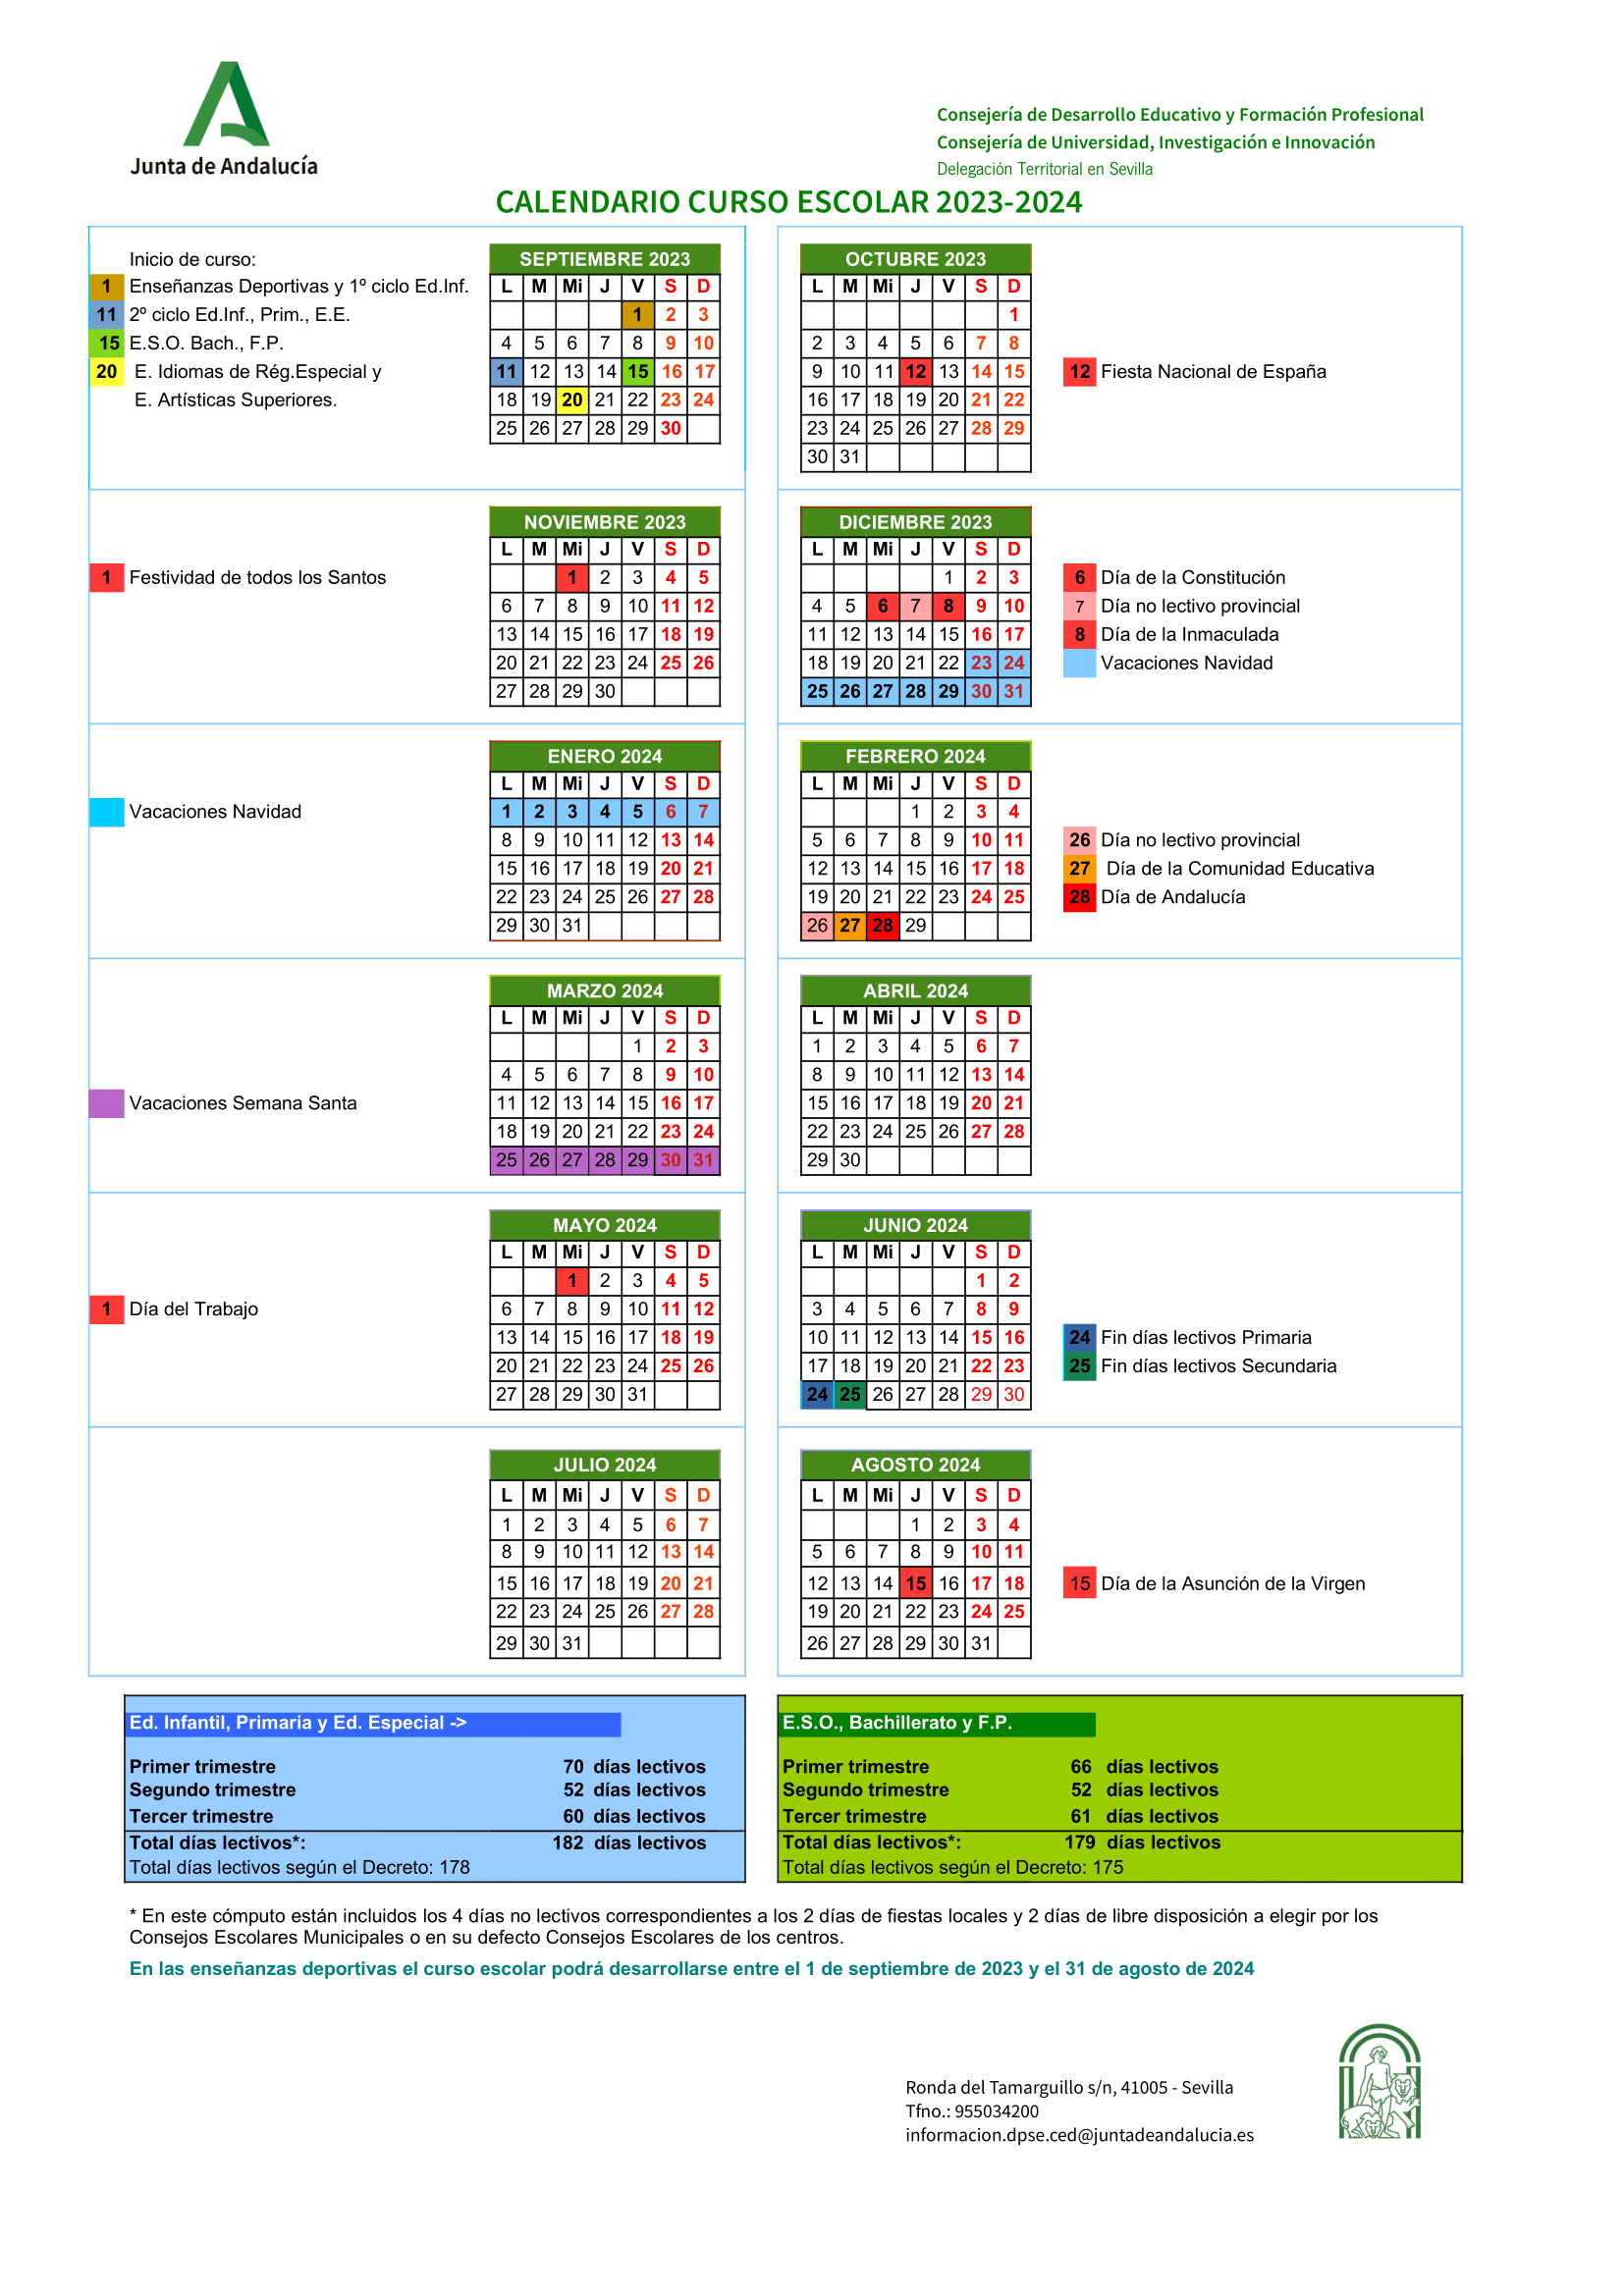 Junta de Andalucía
Consejería de Desarrollo Educativo y Formación Profesional
Consejería de Universidad, Investigación e Innovación
Delegación Territorial en Sevilla
CALENDARIO CURSO ESCOLAR 2023-2024
Inicio de curso:
1 Enseñanzas Deportivas y 1º ciclo Ed.Inf.
11 2º ciclo Ed.Inf., Prim., E.E.
15 E.S.O. Bach., F.P.
20 E. Idiomas de Rég.Especial y
E. Artísticas Superiores.
SEPTIEMBRE 2023
L M Mi J V S D
1 2 3
4 5 6 7 8 9 10
11 12 13 14 15 16 17
18 19 20 21 22 23 24
25 26 27 28 29 30
OCTUBRE 2023
L M Mi J V S D
1
2 3 4 5 6 7 8
9 10 11 12 13 14 15
16 17 18 19 20 21 22
23 24 25 26 27 28 29
30 31
12 Fiesta Nacional de España
1 Festividad de todos los Santos
NOVIEMBRE 2023
L M Mi J V S D
1 2 3 4 5
6 7 8 9 10 11 12
13 14 15 16 17 18 19
20 21 22 23 24 25 26
27 28 29 30
DICIEMBRE 2023
L M Mi J V S D
1 2 3
4 5 6 7 8 9 10
11 12 13 14 15 16 17
18 19 20 21 22 23 24
25 26 27 28 29 30 31
6 Día de la Constitución
7 Día no lectivo provincial
8 Día de la Inmaculada
Vacaciones Navidad
Vacaciones Navidad
ENERO 2024
L M Mi J V S D
1 2 3 4 5 6 7
8 9 10 11 12 13 14
15 16 17 18 19 20 21
22 23 24 25 26 27 28
29 30 31
FEBRERO 2024
L M Mi J V S D
1 2 3 4
5 6 7 8 9 10 11
12 13 14 15 16 17 18
19 20 21 22 23 24 25
26 27 28 29
26 Día no lectivo provincial
27 Día de la Comunidad Educativa
28 Día de Andalucía
Vacaciones Semana Santa
MARZO 2024
L M Mi J V S D
1 2 3
4 5 6 7 8 9 10
11 12 13 14 15 16 17
18 19 20 21 22 23 24
25 26 27 28 29 30 31
ABRIL 2024
L M Mi J V S D
1 2 3 4 5 6 7
8 9 10 11 12 13 14
15 16 17 18 19 20 21
22 23 24 25 26 27 28
29 30
1 Día del Trabajo
MAYO 2024
L M Mi J V S D
1 2 3 4 5
6 7 8 9 10 11 12
13 14 15 16 17 18 19
20 21 22 23 24 25 26
27 28 29 30 31
JUNIO 2024
L M Mi J V S D
1 2
3 4 5 6 7 8 9
10 11 12 13 14 15 16
17 18 19 20 21 22 23
24 25 26 27 28 29 30
24 Fin días lectivos Primaria
25 Fin días lectivos Secundaria
JULIO 2024
L M Mi J V S D
1 2 3 4 5 6 7
8 9 10 11 12 13 14
15 16 17 18 19 20 21
22 23 24 25 26 27 28
29 30 31
AGOSTO 2024
L M Mi J V S D
1 2 3 4
5 6 7 8 9 10 11
12 13 14 15 16 17 18
19 20 21 22 23 24 25
26 27 28 29 30 31
15 Día de la Asunción de la Virgen
Ed. Infantil, Primaria y Ed. Especial ->
Primer trimestre 70 días lectivos
Segundo trimestre 52 días lectivos
Tercer trimestre 60 días lectivos
Total días lectivos*: 182 días lectivos
Total días lectivos según el Decreto: 178
E.S.O., Bachillerato y F.P.
Primer trimestre 66 días lectivos
Segundo trimestre 52 días lectivos
Tercer trimestre 61 días lectivos
Total días lectivos*: 179 días lectivos
Total días lectivos según el Decreto: 175
* En este cómputo están incluidos los 4 días no lectivos correspondientes a los 2 días de fiestas locales y 2 días de libre disposición a elegir por los
Consejos Escolares Municipales o en su defecto Consejos Escolares de los centros.
En las enseñanzas deportivas el curso escolar podrá desarrollarse entre el 1 de septiembre de 2023 y el 31 de agosto de 2024
Ronda del Tamarguillo s/n, 41005 - Sevilla
Tfno.: 955034200
informacion.dpse.ced@juntadeandalucia.es